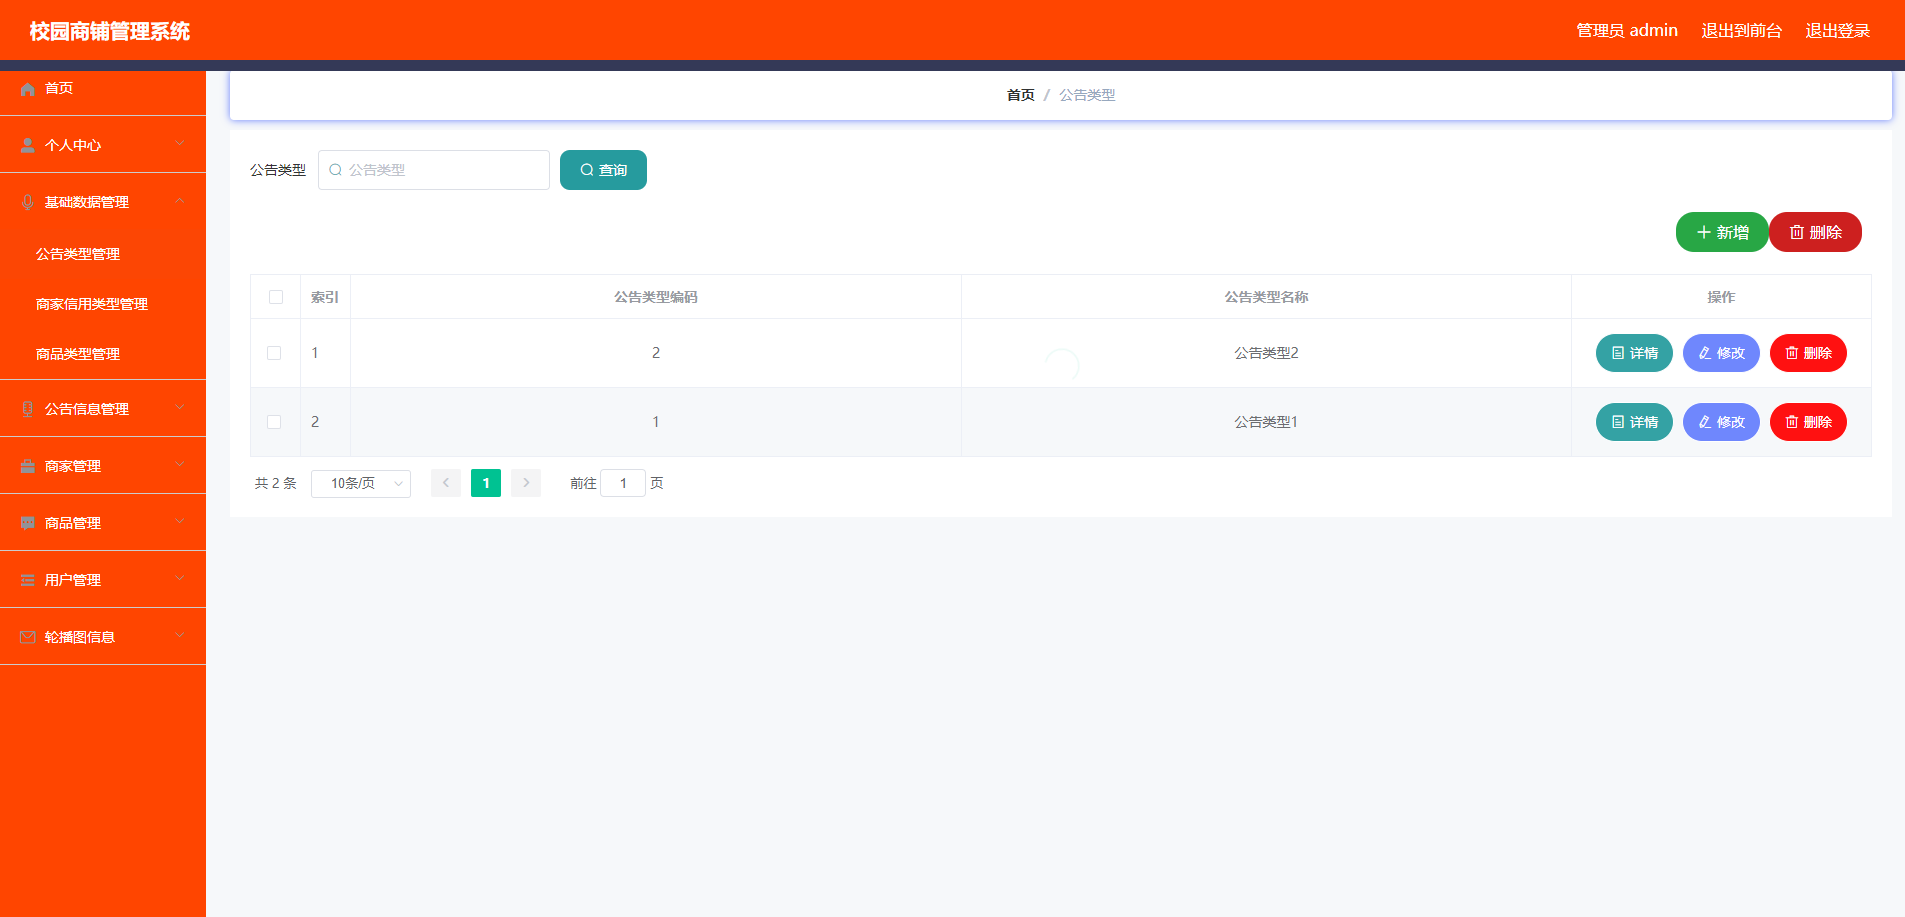 校园商铺管理系统
管理员 admin 退出到前台 退出登录
首页
个人中心
基础数据管理
公告类型管理
商家信用类型管理
商品类型管理
公告信息管理
商家管理
商品管理
用户管理
轮播图信息
首页 / 公告类型
公告类型 公告类型 查询
新增 删除
索引 公告类型编码 公告类型名称 操作
1 2 公告类型2 详情 修改 删除
2 1 公告类型1 详情 修改 删除
共 2 条 10条/页 1 前往 1 页